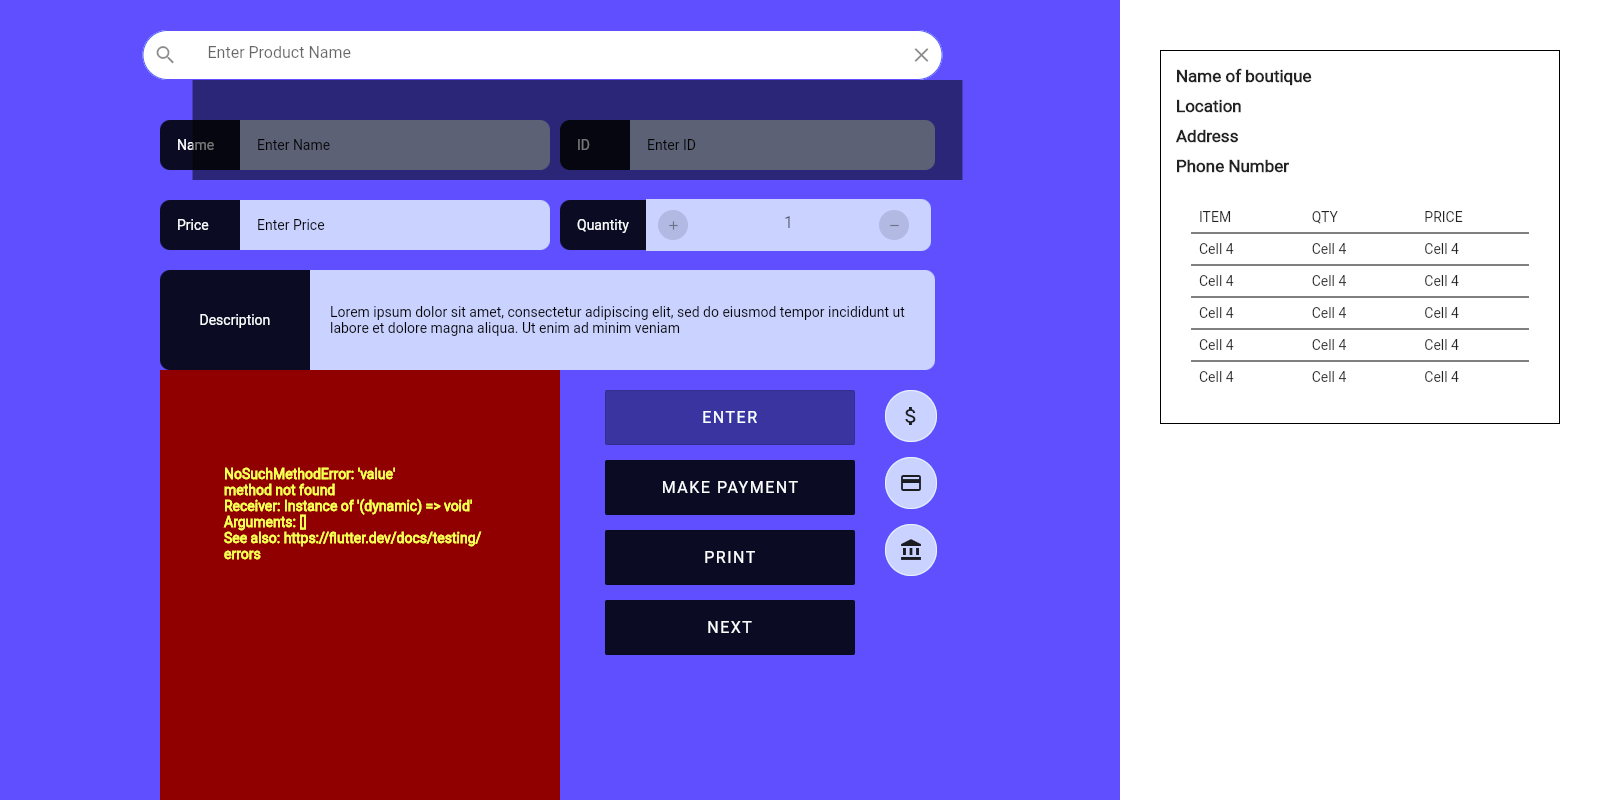 Enter Product Name
Name
Enter Name
ID
Enter ID
Price
Enter Price
Quantity
+
1
−
Description
Lorem ipsum dolor sit amet, consectetur adipiscing elit, sed do eiusmod tempor incididunt ut
labore et dolore magna aliqua. Ut enim ad minim veniam
NoSuchMethodError: 'value'
method not found
Receiver: Instance of '(dynamic) => void'
Arguments: []
See also: https://flutter.dev/docs/testing/
errors
ENTER
$
MAKE PAYMENT
PRINT
NEXT
Name of boutique
Location
Address
Phone Number
ITEM QTY PRICE
Cell 4 Cell 4 Cell 4
Cell 4 Cell 4 Cell 4
Cell 4 Cell 4 Cell 4
Cell 4 Cell 4 Cell 4
Cell 4 Cell 4 Cell 4